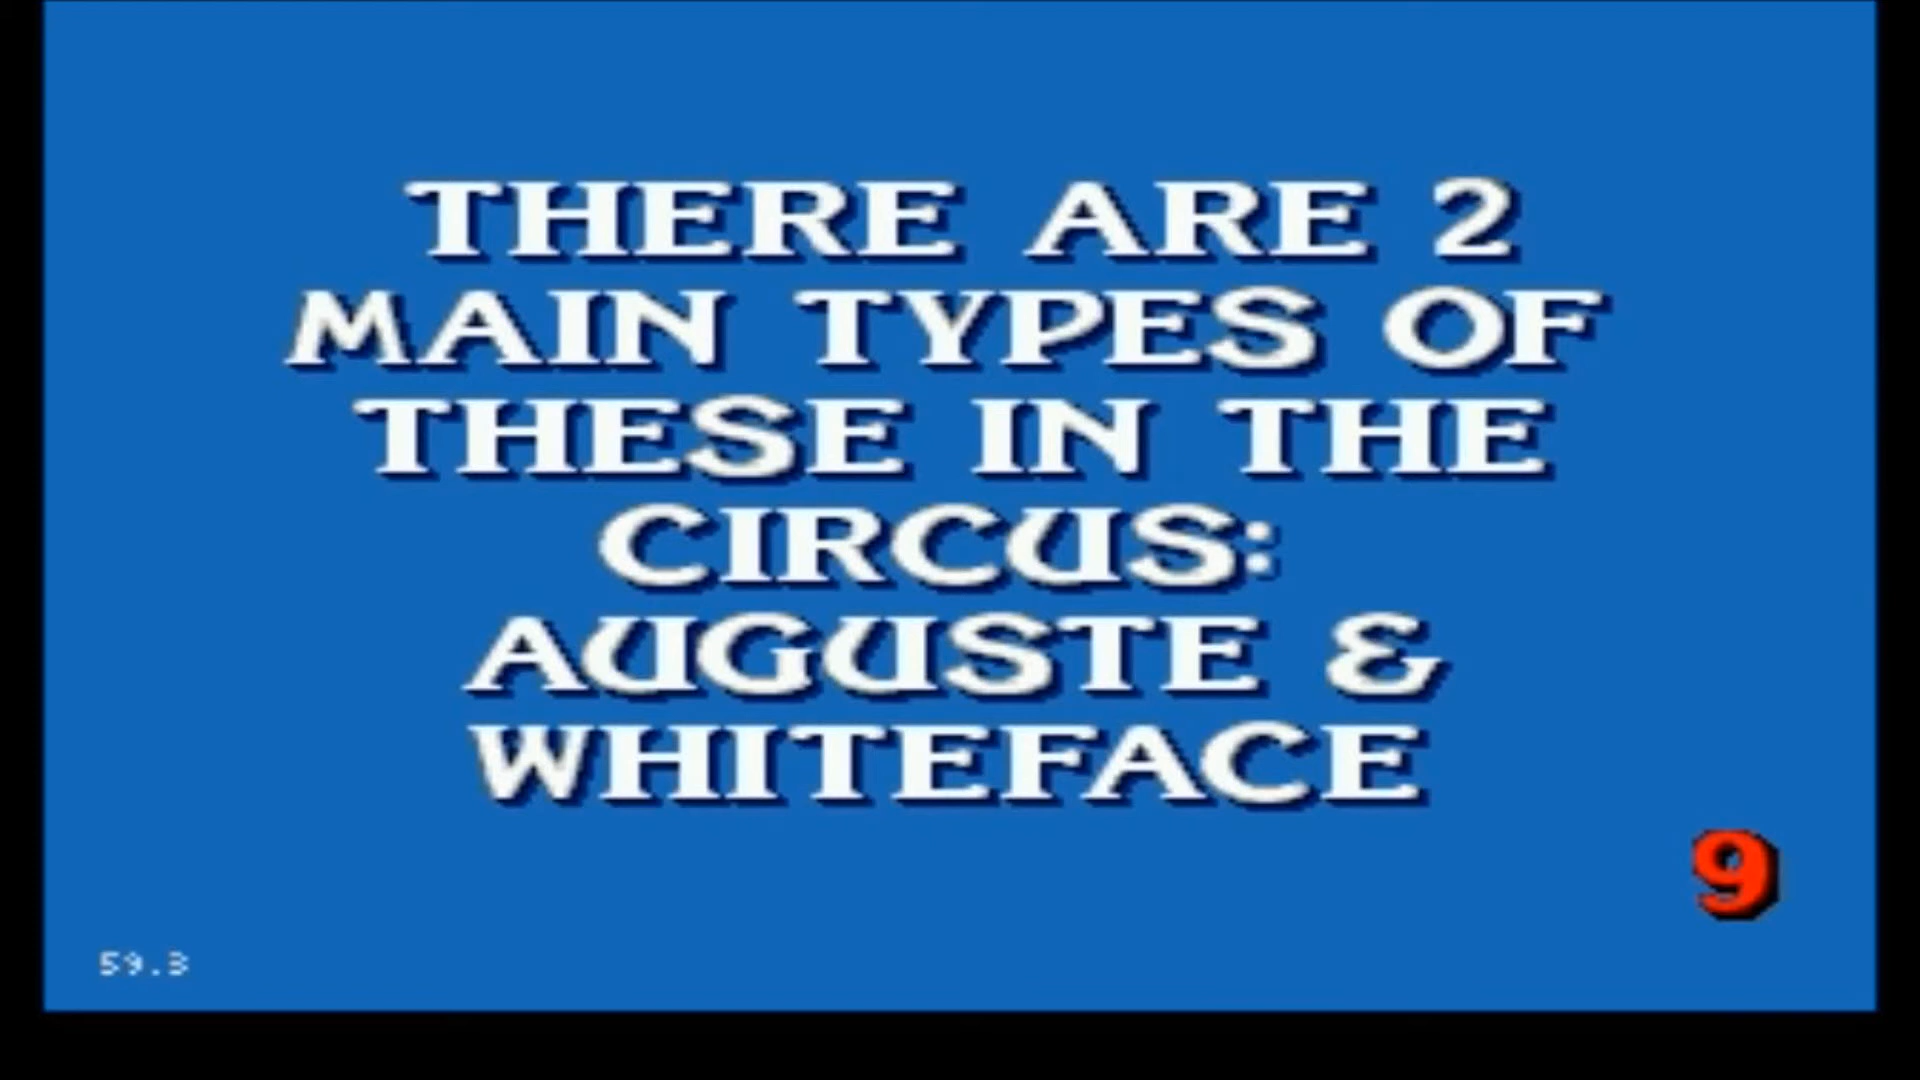 THERE ARE 2
MAIN TYPES OF
THESE IN THE
CIRCUS:
AUGUSTE &
WHITEFACE
9
59.3